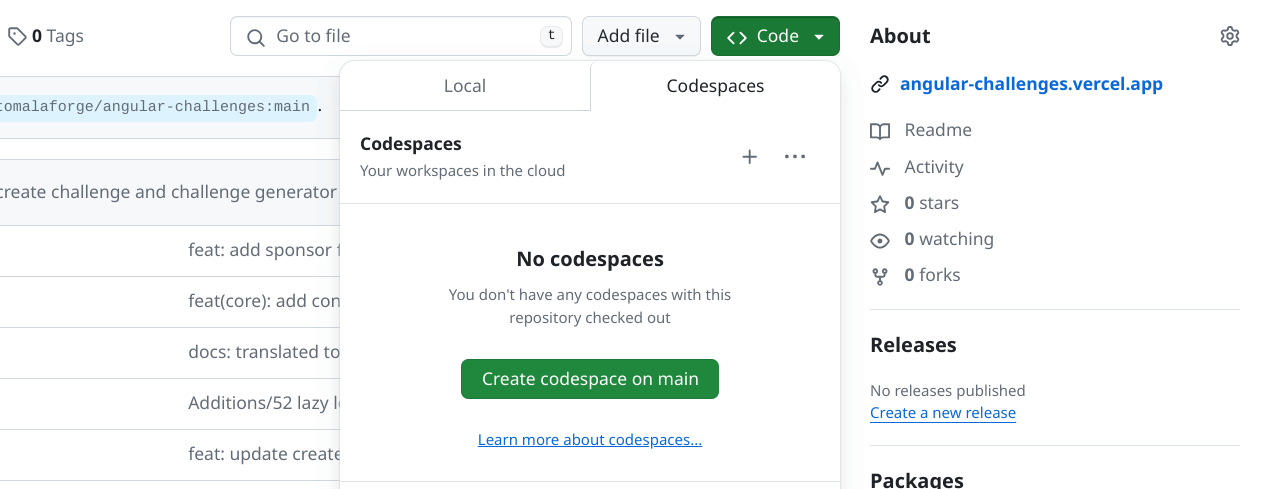 0 Tags
Go to file
t
Add file
Code
About
Local
Codespaces
angular-challenges.vercel.app
tomalaforge/angular-challenges:main.
Codespaces
Your workspaces in the cloud
Readme
Activity
create challenge and challenge generator
0 stars
0 watching
feat: add sponsor
No codespaces
0 forks
You don't have any codespaces with this
repository checked out
feat(core): add con
Releases
docs: translated to
Create codespace on main
No releases published
Create a new release
Additions/52 lazy
Learn more about codespaces...
feat: update create
Packages